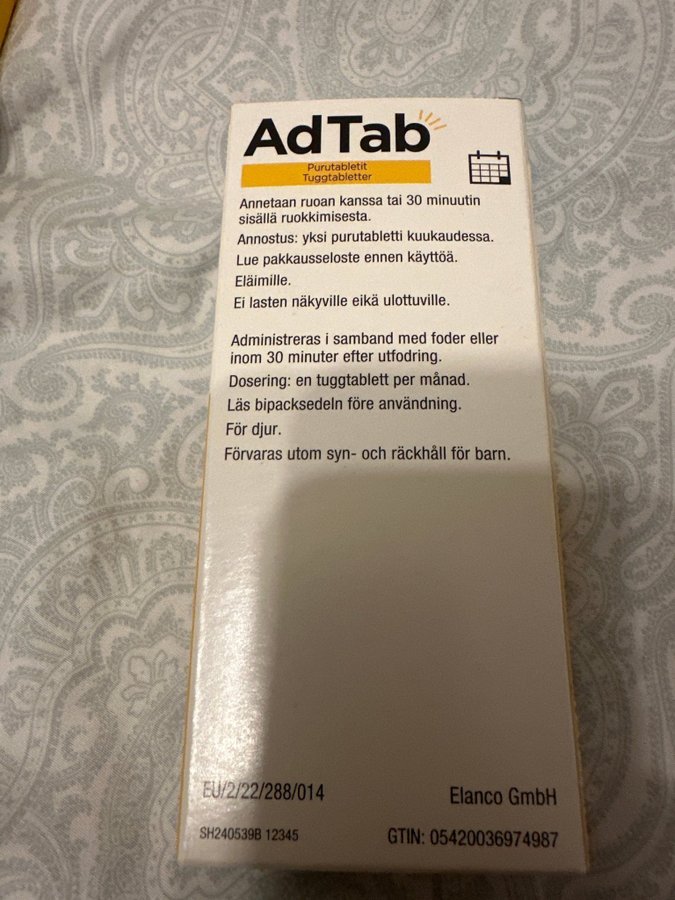 AdTab
Purutabletit
Tuggtabletter
Annetaan ruoan kanssa tai 30 minuutin
sisällä ruokkimisesta.
Annostus: yksi purutabletti kuukaudessa.
Lue pakkausseloste ennen käyttöä.
Eläimille.
Ei lasten näkyville eikä ulottuville.
Administreras i samband med foder eller
inom 30 minuter efter utfodring.
Dosering: en tuggtablett per månad.
Läs bipacksedeln före användning.
För djur.
Förvaras utom syn- och räckhåll för barn.
EU/2/22/288/014
Elanco GmbH
SH240539B 12345
GTIN: 05420036974987